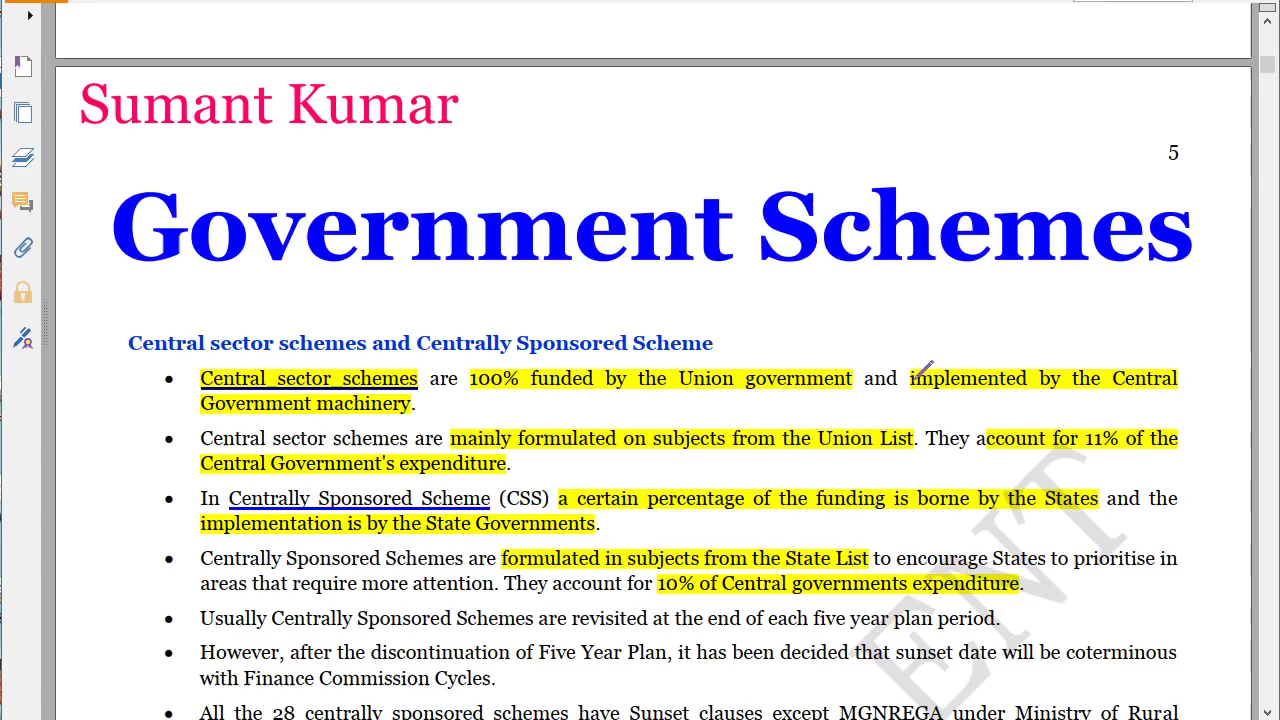 Sumant Kumar
5
Government Schemes
Central sector schemes and Centrally Sponsored Scheme
• Central sector schemes are 100% funded by the Union government and implemented by the Central
Government machinery.
• Central sector schemes are mainly formulated on subjects from the Union List. They account for 11% of the
Central Government's expenditure.
• In Centrally Sponsored Scheme (CSS) a certain percentage of the funding is borne by the States and the
implementation is by the State Governments.
• Centrally Sponsored Schemes are formulated in subjects from the State List to encourage States to prioritise in
areas that require more attention. They account for 10% of Central governments expenditure.
• Usually Centrally Sponsored Schemes are revisited at the end of each five year plan period.
• However, after the discontinuation of Five Year Plan, it has been decided that sunset date will be coterminous
with Finance Commission Cycles.
• All the 28 centrally sponsored schemes have Sunset clauses except MGNREGA under Ministry of Rural
ENT